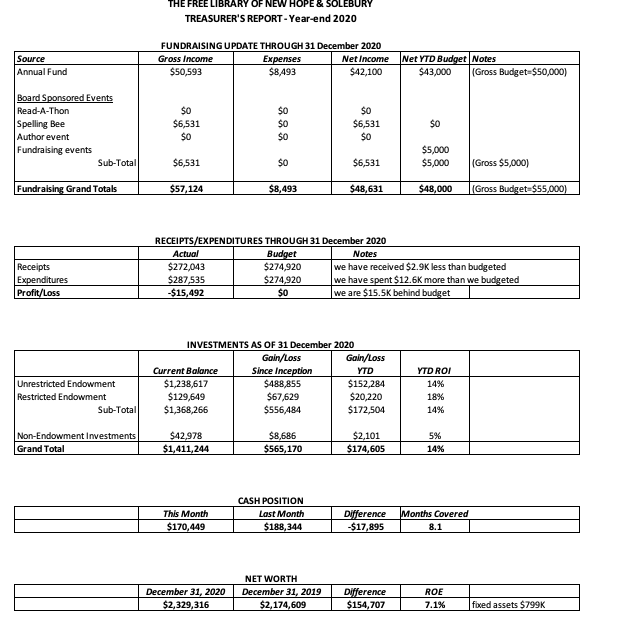 THE FREE LIBRARY OF NEW HOPE & SOLEBURY
TREASURER'S REPORT - Year-end 2020
FUNDRAISING UPDATE THROUGH 31 December 2020
Source Gross Income Expenses Net Income Net YTD Budget Notes
Annual Fund $50,593 $8,493 $42,100 $43,000 (Gross Budget=$50,000)
Board Sponsored Events
Read-A-Thon $0 $0 $0
Spelling Bee $6,531 $0 $6,531 $0
Author event $0 $0 $0
Fundraising events $5,000
Sub-Total $6,531 $0 $6,531 $5,000 (Gross $5,000)
Fundraising Grand Totals $57,124 $8,493 $48,631 $48,000 (Gross Budget=$55,000)
RECEIPTS/EXPENDITURES THROUGH 31 December 2020
Actual Budget Notes
Receipts $272,043 $274,920 we have received $2.9K less than budgeted
Expenditures $287,535 $274,920 we have spent $12.6K more than we budgeted
Profit/Loss -$15,492 $0 we are $15.5K behind budget
INVESTMENTS AS OF 31 December 2020
Gain/Loss Gain/Loss
Current Balance Since Inception YTD YTD ROI
Unrestricted Endowment $1,238,617 $488,855 $152,284 14%
Restricted Endowment $129,649 $67,629 $20,220 18%
Sub-Total $1,368,266 $556,484 $172,504 14%
Non-Endowment Investments $42,978 $8,686 $2,101 5%
Grand Total $1,411,244 $565,170 $174,605 14%
CASH POSITION
This Month Last Month Difference Months Covered
$170,449 $188,344 -$17,895 8.1
NET WORTH
December 31, 2020 December 31, 2019 Difference ROE
$2,329,316 $2,174,609 $154,707 7.1% fixed assets $799K